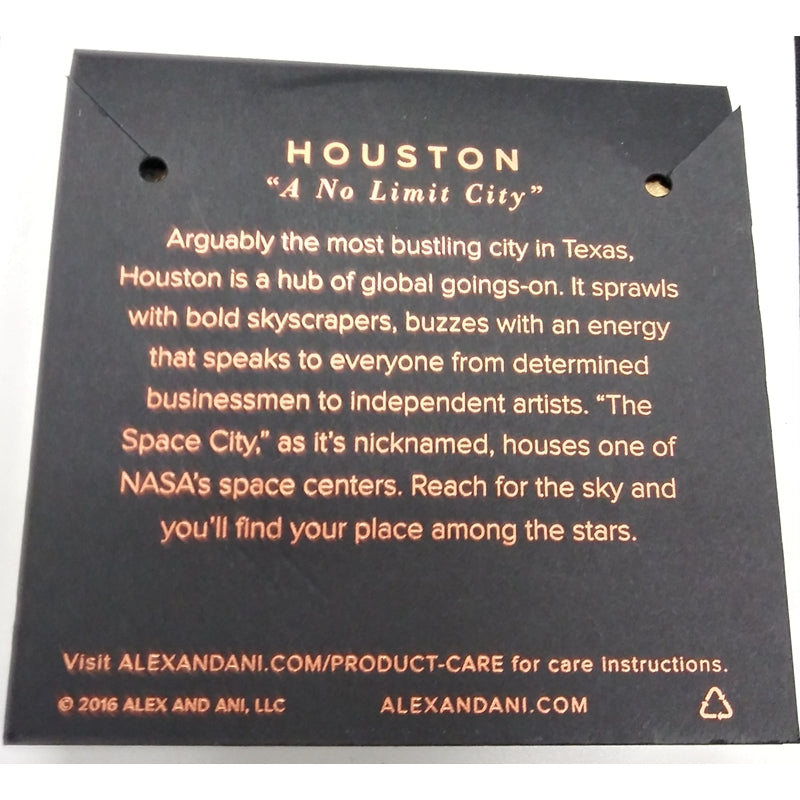 HOUSTON
“A No Limit City”
Arguably the most bustling city in Texas,
Houston is a hub of global goings-on. It sprawls
with bold skyscrapers, buzzes with an energy
that speaks to everyone from determined
businessmen to independent artists. “The
Space City,” as it’s nicknamed, houses one of
NASA’s space centers. Reach for the sky and
you’ll find your place among the stars.
Visit ALEXANDANI.COM/PRODUCT-CARE for care instructions.
© 2016 ALEX AND ANI, LLC ALEXANDANI.COM